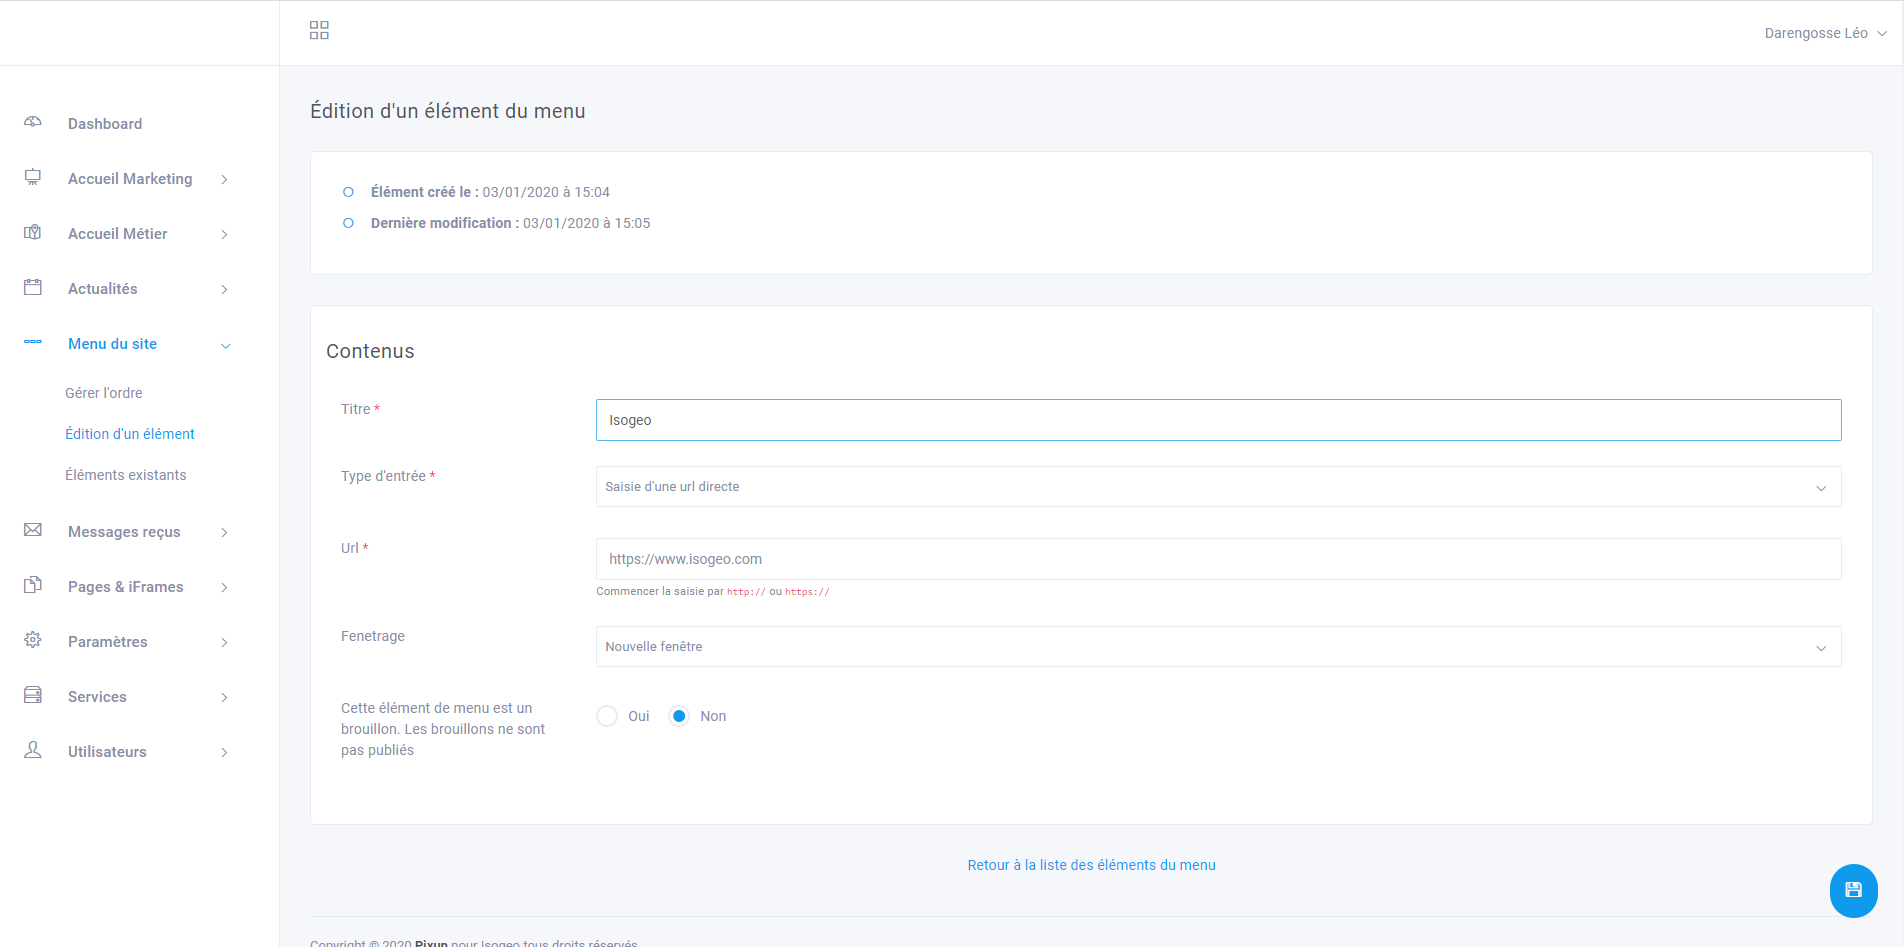 Darengosse Léo
Dashboard
Accueil Marketing
Accueil Métier
Actualités
Menu du site
Gérer l'ordre
Édition d'un élément
Éléments existants
Messages reçus
Pages & iFrames
Paramètres
Services
Utilisateurs
Édition d'un élément du menu
Élément créé le : 03/01/2020 à 15:04
Dernière modification : 03/01/2020 à 15:05
Contenus
Titre *
Isogeo
Type d'entrée *
Saisie d'une url directe
Url *
https://www.isogeo.com
Commencer la saisie par http:// ou https://
Fenetrage
Nouvelle fenêtre
Cette élément de menu est un
brouillon. Les brouillons ne sont
pas publiés
Oui Non
Retour à la liste des éléments du menu
Copyright © 2020 Pixup pour Isogeo tous droits réservés